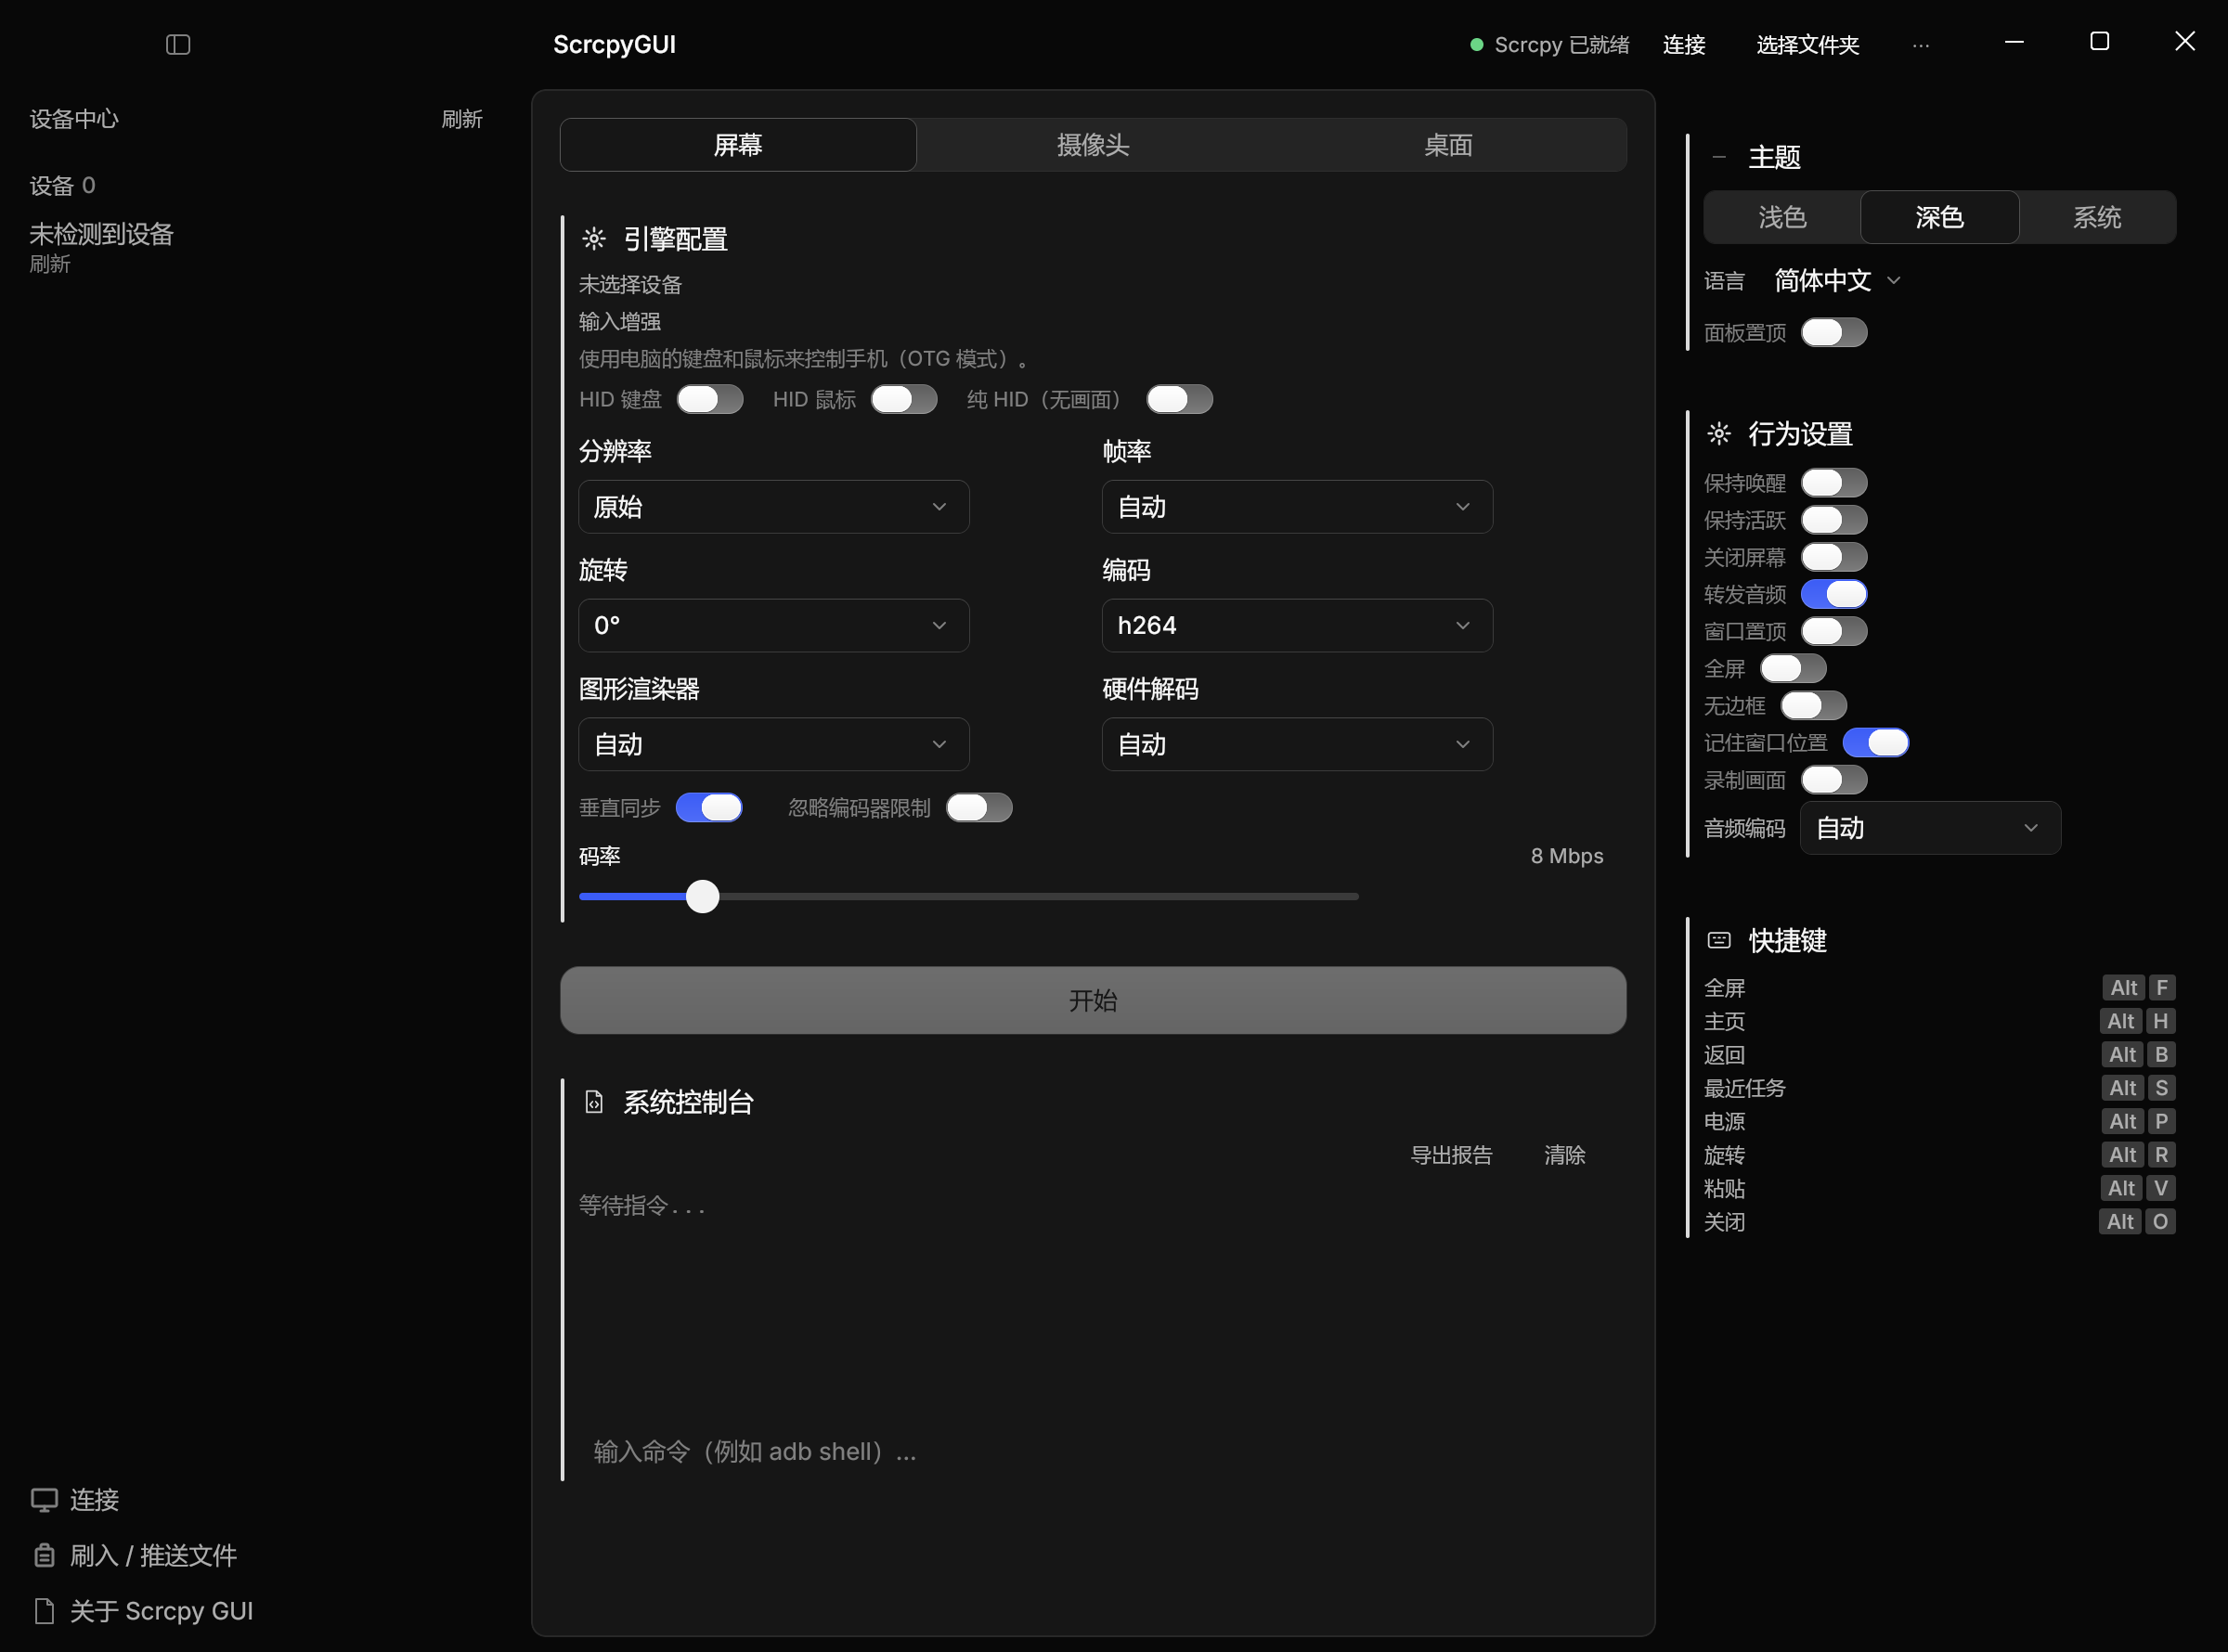 ScrcpyGUI
Scrcpy 已就绪
连接
选择文件夹
...
设备中心
刷新
设备 0
未检测到设备
刷新
连接
刷入 / 推送文件
关于 Scrcpy GUI
屏幕
摄像头
桌面
引擎配置
未选择设备
输入增强
使用电脑的键盘和鼠标来控制手机（OTG 模式）。
HID 键盘
HID 鼠标
纯 HID（无画面）
分辨率
帧率
原始
自动
旋转
编码
0°
h264
图形渲染器
硬件解码
自动
自动
垂直同步
忽略编码器限制
码率
8 Mbps
开始
系统控制台
导出报告
清除
等待指令...
输入命令（例如 adb shell）...
主题
浅色
深色
系统
语言
简体中文
面板置顶
行为设置
保持唤醒
保持活跃
关闭屏幕
转发音频
窗口置顶
全屏
无边框
记住窗口位置
录制画面
音频编码
自动
快捷键
全屏 Alt F
主页 Alt H
返回 Alt B
最近任务 Alt S
电源 Alt P
旋转 Alt R
粘贴 Alt V
关闭 Alt O